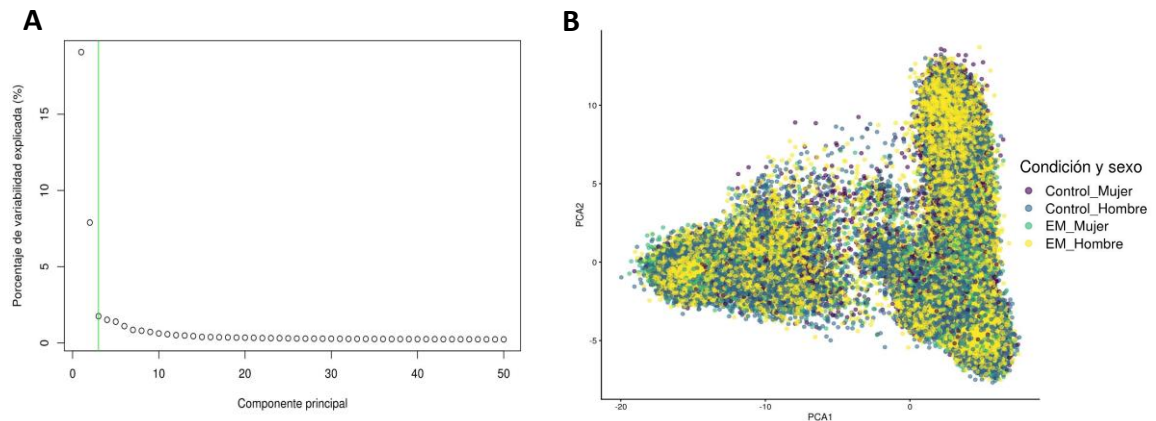 A
Porcentaje de variabilidad explicada (%)
15
10
5
0
0 10 20 30 40 50
Componente principal
B
PCA2
10
5
0
-5
-20 -10 0
PCA1
Condición y sexo
Control_Mujer
Control_Hombre
EM_Mujer
EM_Hombre